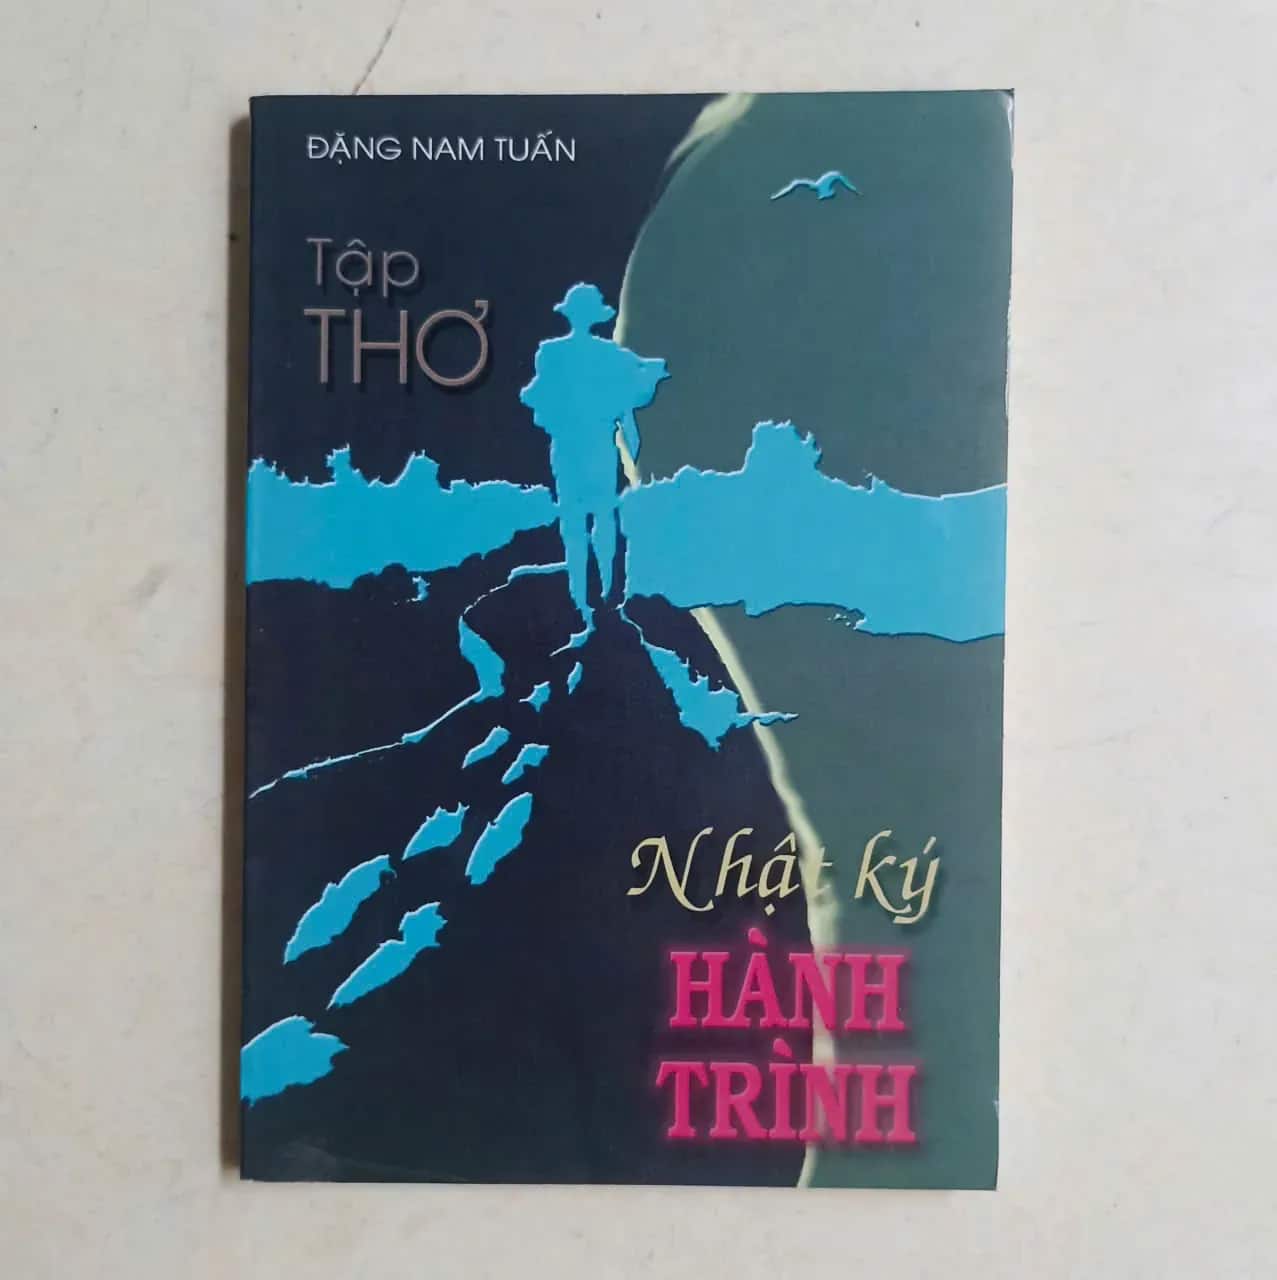 ĐẶNG NAM TUẤN
Tập
THƠ
Nhật ký
HÀNH
TRÌNH